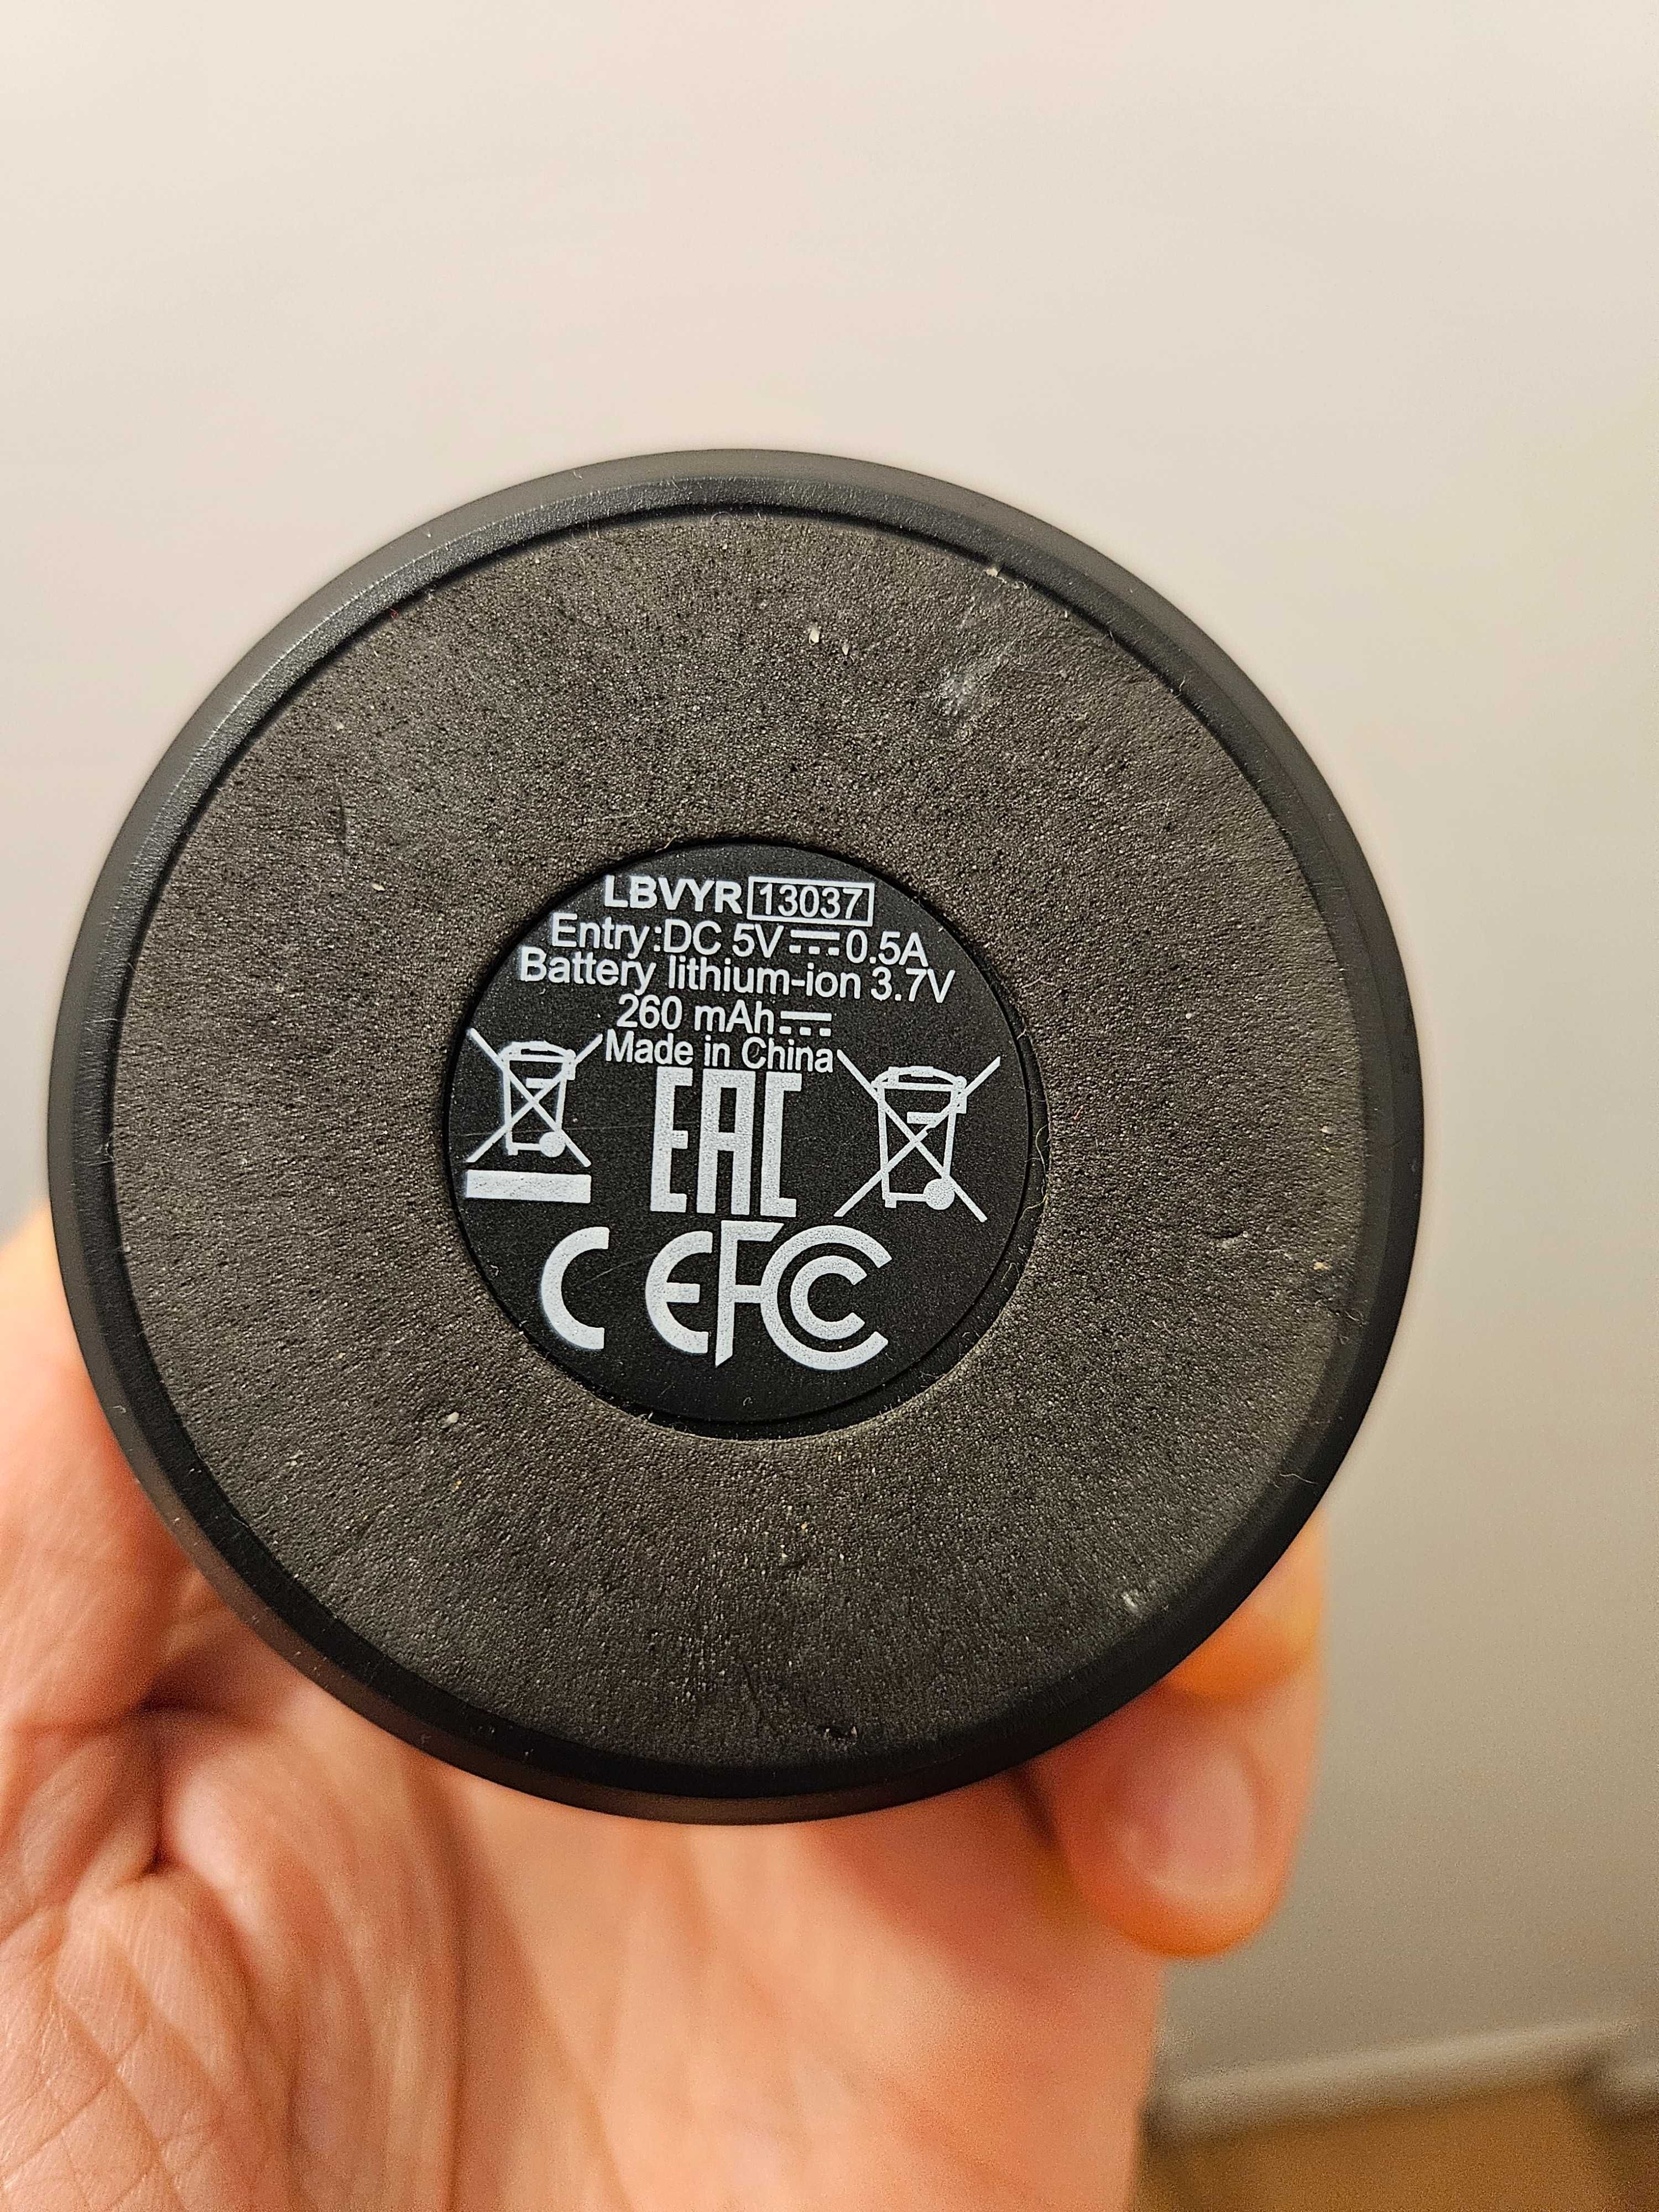 LBVYR 13037
Entry:DC 5V⎓0.5A
Battery lithium-ion 3.7V
260 mAh⎓
Made in China
EAC
CE FC